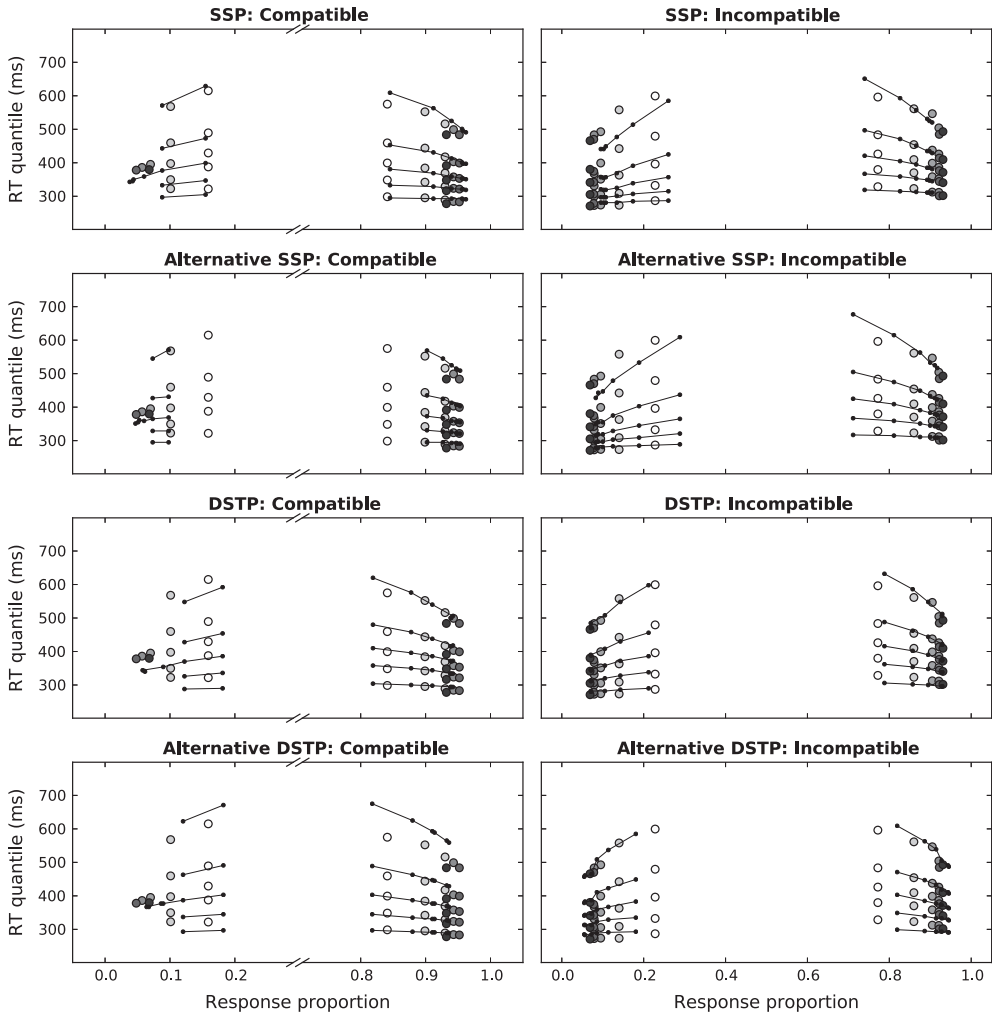 SSP: Compatible
SSP: Incompatible
RT quantile (ms)
700
600
500
400
300
Alternative SSP: Compatible
Alternative SSP: Incompatible
RT quantile (ms)
700
600
500
400
300
DSTP: Compatible
DSTP: Incompatible
RT quantile (ms)
700
600
500
400
300
Alternative DSTP: Compatible
Alternative DSTP: Incompatible
RT quantile (ms)
700
600
500
400
300
0.0 0.1 0.2 0.8 0.9 1.0
0.0 0.2 0.4 0.6 0.8 1.0
Response proportion
Response proportion